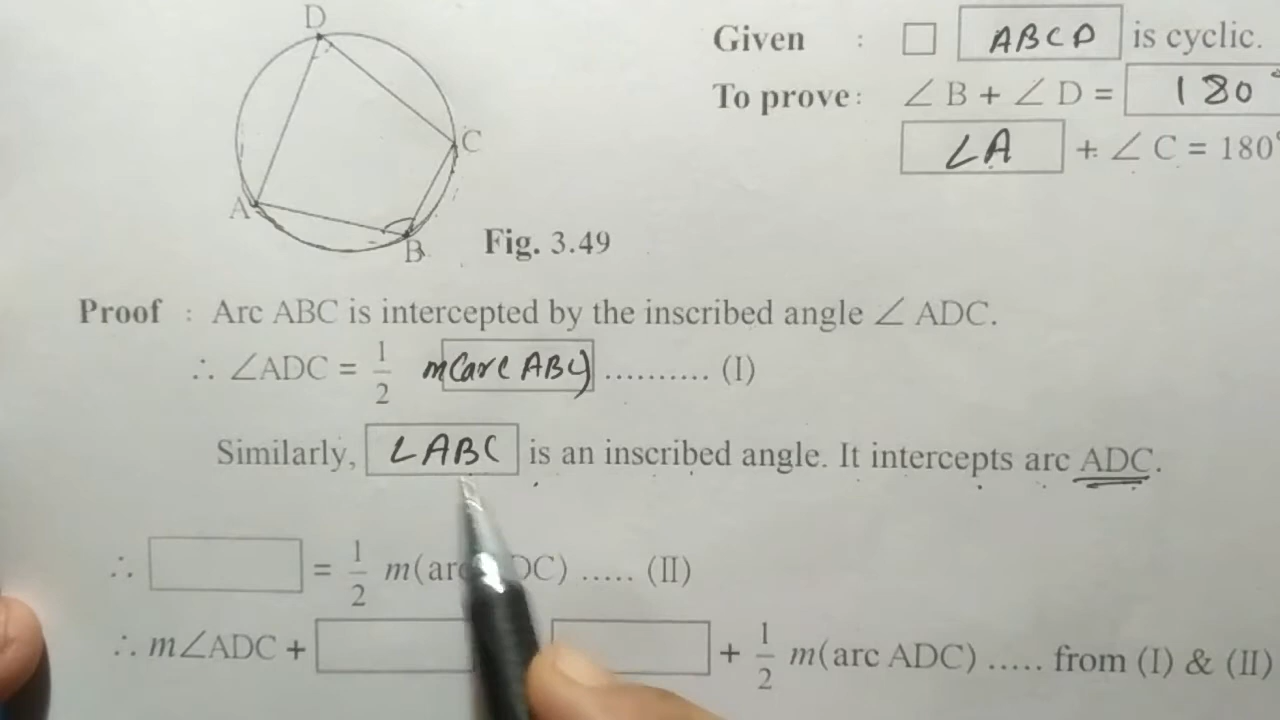 D
C
A
B
Fig. 3.49
Given : □ ABCD is cyclic.
To prove: ∠ B + ∠ D = 180°
∠A + ∠ C = 180°
Proof : Arc ABC is intercepted by the inscribed angle ∠ ADC.
∴ ∠ADC = 1/2 m(arc ABC) .......... (I)
Similarly, ∠ABC is an inscribed angle. It intercepts arc ADC.
∴ = 1/2 m(arc ADC) ..... (II)
∴ m∠ADC + + 1/2 m(arc ADC) ..... from (I) & (II)